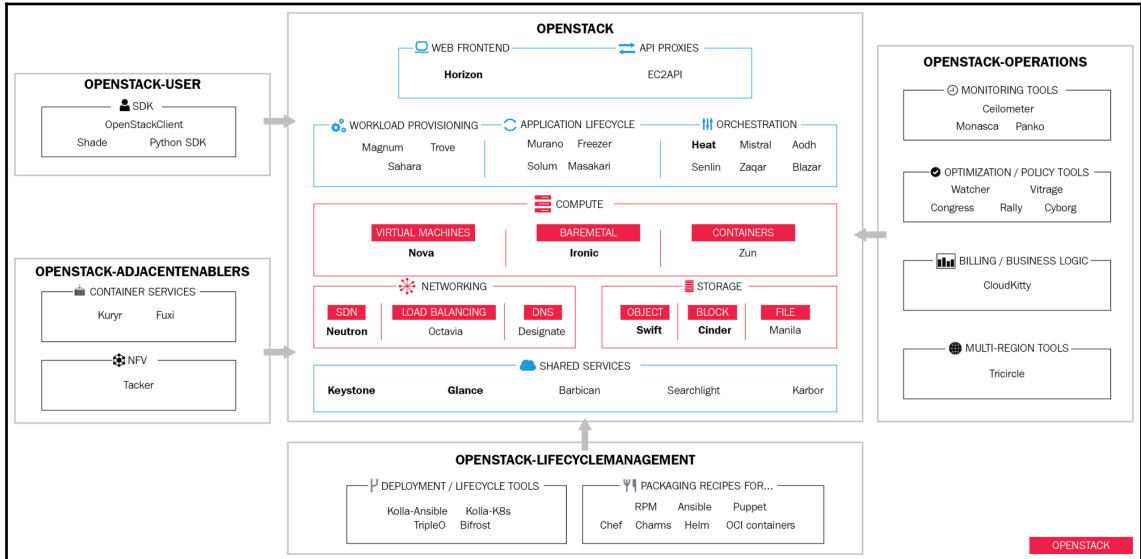 OPENSTACK
WEB FRONTEND
API PROXIES
Horizon
EC2API
WORKLOAD PROVISIONING
Magnum Trove
Sahara
APPLICATION LIFECYCLE
Murano Freezer
Solum Masakari
ORCHESTRATION
Heat Mistral Aodh
Senlin Zaqar Blazar
COMPUTE
VIRTUAL MACHINES
Nova
BAREMETAL
Ironic
CONTAINERS
Zun
NETWORKING
SDN
Neutron
LOAD BALANCING
Octavia
DNS
Designate
STORAGE
OBJECT
Swift
BLOCK
Cinder
FILE
Manila
SHARED SERVICES
Keystone Glance Barbican Searchlight Karbor
OPENSTACK-USER
SDK
OpenStackClient
Shade Python SDK
OPENSTACK-ADJACENTENABLERS
CONTAINER SERVICES
Kuryr Fuxi
NFV
Tacker
OPENSTACK-OPERATIONS
MONITORING TOOLS
Ceilometer
Monasca Panko
OPTIMIZATION / POLICY TOOLS
Watcher Vitrage
Congress Rally Cyborg
BILLING / BUSINESS LOGIC
CloudKitty
MULTI-REGION TOOLS
Tricircle
OPENSTACK-LIFECYCLEMANAGEMENT
DEPLOYMENT / LIFECYCLE TOOLS
Kolla-Ansible Kolla-K8s
TripleO Bifrost
PACKAGING RECIPES FOR...
RPM Ansible Puppet
Chef Charms Helm OCI containers
OPENSTACK